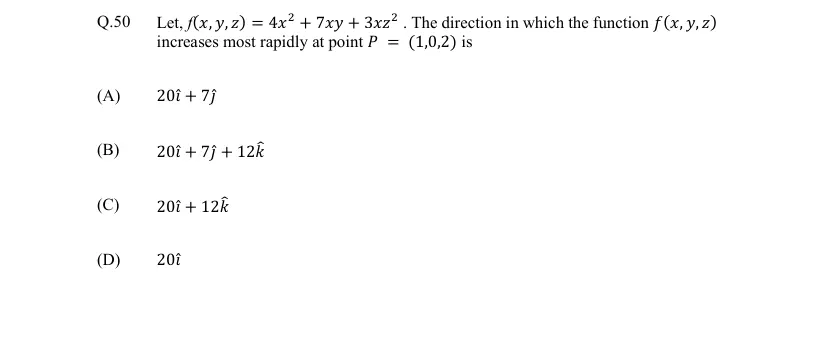 Q.50 Let, f(x, y, z) = 4x² + 7xy + 3xz² . The direction in which the function f(x, y, z)
increases most rapidly at point P = (1,0,2) is
(A) 20î + 7ĵ
(B) 20î + 7ĵ + 12k̂
(C) 20î + 12k̂
(D) 20î